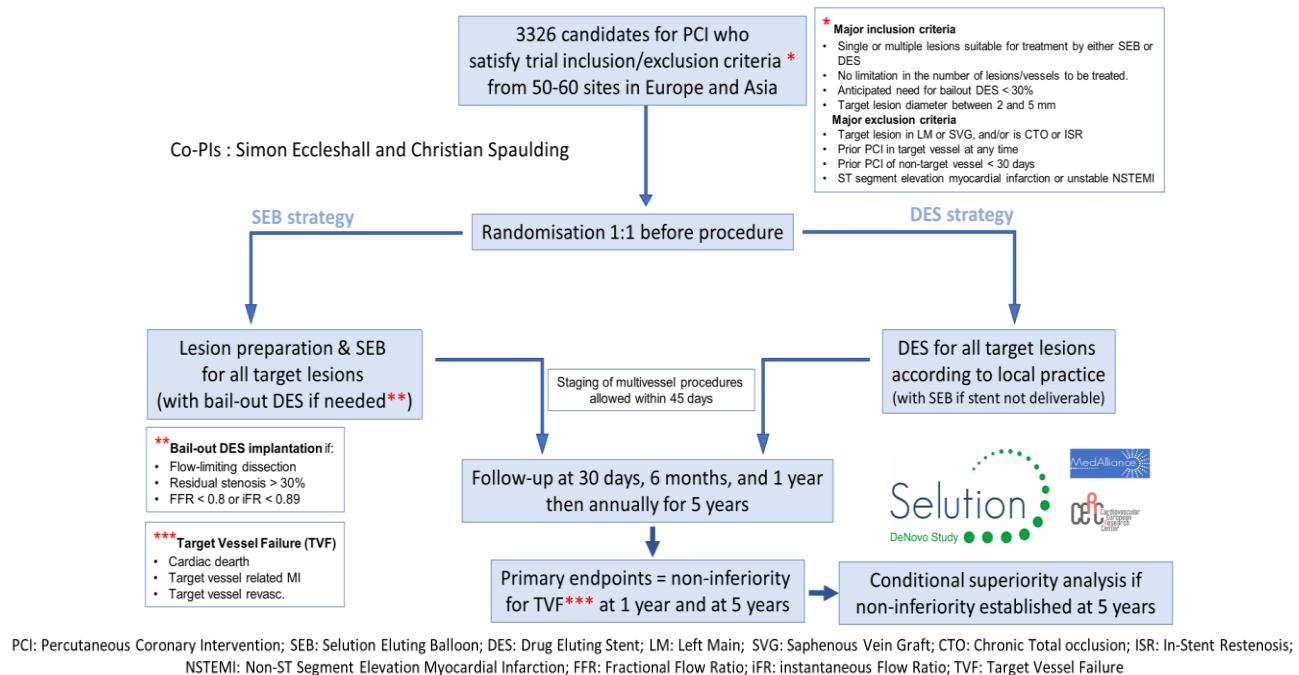 3326 candidates for PCI who
satisfy trial inclusion/exclusion criteria *
from 50-60 sites in Europe and Asia
* Major inclusion criteria
• Single or multiple lesions suitable for treatment by either SEB or
DES
• No limitation in the number of lesions/vessels to be treated.
• Anticipated need for bailout DES < 30%
• Target lesion diameter between 2 and 5 mm
Major exclusion criteria
• Target lesion in LM or SVG, and/or is CTO or ISR
• Prior PCI in target vessel at any time
• Prior PCI of non-target vessel < 30 days
• ST segment elevation myocardial infarction or unstable NSTEMI
Co-PIs : Simon Eccleshall and Christian Spaulding
SEB strategy
DES strategy
Randomisation 1:1 before procedure
Lesion preparation & SEB
for all target lesions
(with bail-out DES if needed**)
Staging of multivessel procedures
allowed within 45 days
DES for all target lesions
according to local practice
(with SEB if stent not deliverable)
**Bail-out DES implantation if:
• Flow-limiting dissection
• Residual stenosis > 30%
• FFR < 0.8 or iFR < 0.89
Follow-up at 30 days, 6 months, and 1 year
then annually for 5 years
Selution
DeNovo Study
MedAlliance
CERC
Cardiovascular
European
Research
Center
***Target Vessel Failure (TVF)
• Cardiac dearth
• Target vessel related MI
• Target vessel revasc.
Primary endpoints = non-inferiority
for TVF*** at 1 year and at 5 years
Conditional superiority analysis if
non-inferiority established at 5 years
PCI: Percutaneous Coronary Intervention; SEB: Selution Eluting Balloon; DES: Drug Eluting Stent; LM: Left Main; SVG: Saphenous Vein Graft; CTO: Chronic Total occlusion; ISR: In-Stent Restenosis;
NSTEMI: Non-ST Segment Elevation Myocardial Infarction; FFR: Fractional Flow Ratio; iFR: instantaneous Flow Ratio; TVF: Target Vessel Failure